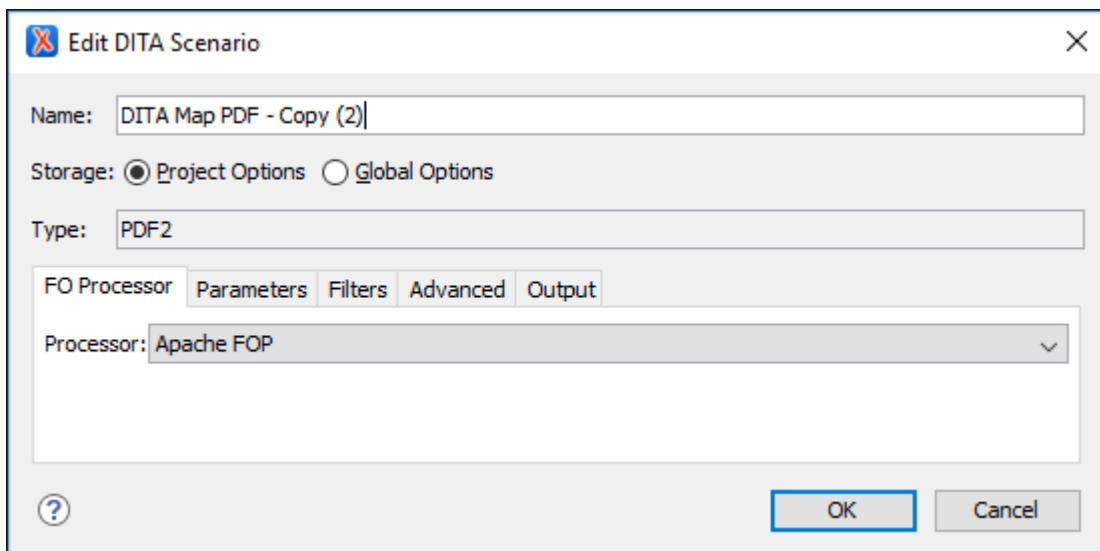 Edit DITA Scenario
Name: DITA Map PDF - Copy (2)
Storage: Project Options Global Options
Type: PDF2
FO Processor Parameters Filters Advanced Output
Processor: Apache FOP
? OK Cancel